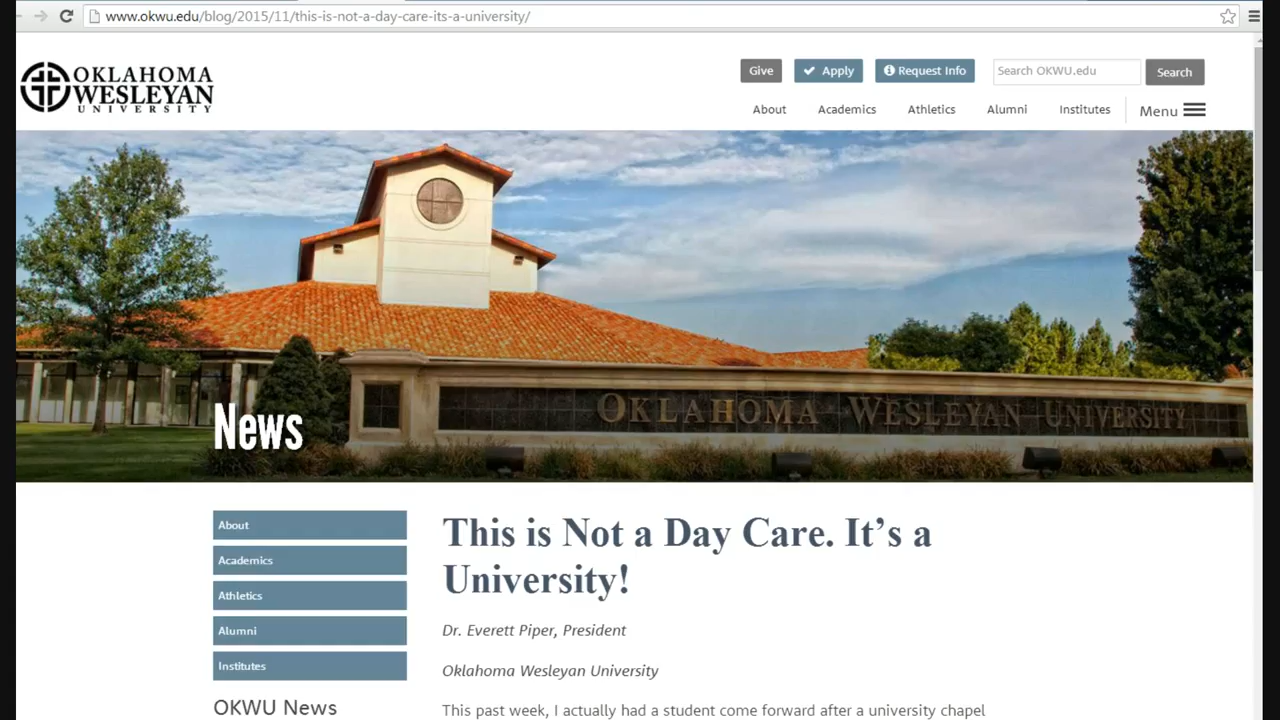 www.okwu.edu/blog/2015/11/this-is-not-a-day-care-its-a-university/
OKLAHOMA
WESLEYAN
UNIVERSITY
Give
Apply
Request Info
Search OKWU.edu
Search
About
Academics
Athletics
Alumni
Institutes
Menu
OKLAHOMA WESLEYAN UNIVERSITY
News
About
Academics
Athletics
Alumni
Institutes
OKWU News
This is Not a Day Care. It’s a
University!
Dr. Everett Piper, President
Oklahoma Wesleyan University
This past week, I actually had a student come forward after a university chapel